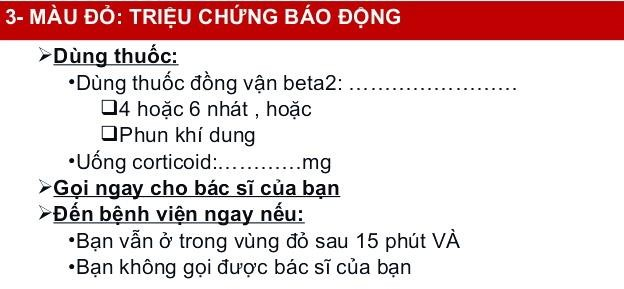 3- MÀU ĐỎ: TRIỆU CHỨNG BÁO ĐỘNG
➢Dùng thuốc:
•Dùng thuốc đồng vận beta2: ……………………
❑4 hoặc 6 nhát , hoặc
❑Phun khí dung
•Uống corticoid:…………mg
➢Gọi ngay cho bác sĩ của bạn
➢Đến bệnh viện ngay nếu:
•Bạn vẫn ở trong vùng đỏ sau 15 phút VÀ
•Bạn không gọi được bác sĩ của bạn